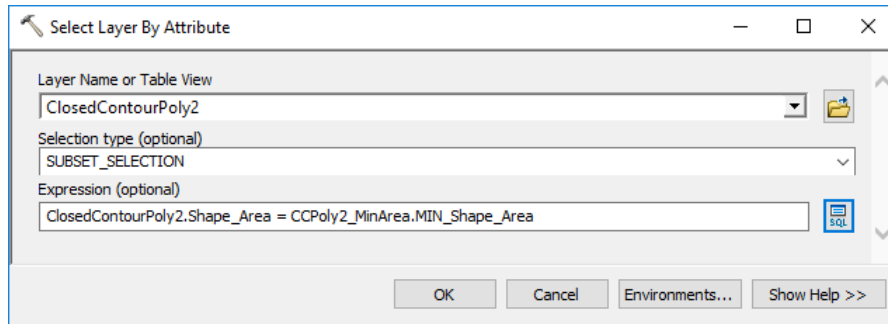 Select Layer By Attribute
Layer Name or Table View
ClosedContourPoly2
Selection type (optional)
SUBSET_SELECTION
Expression (optional)
ClosedContourPoly2.Shape_Area = CCPoly2_MinArea.MIN_Shape_Area
SQL
OK Cancel Environments... Show Help >>